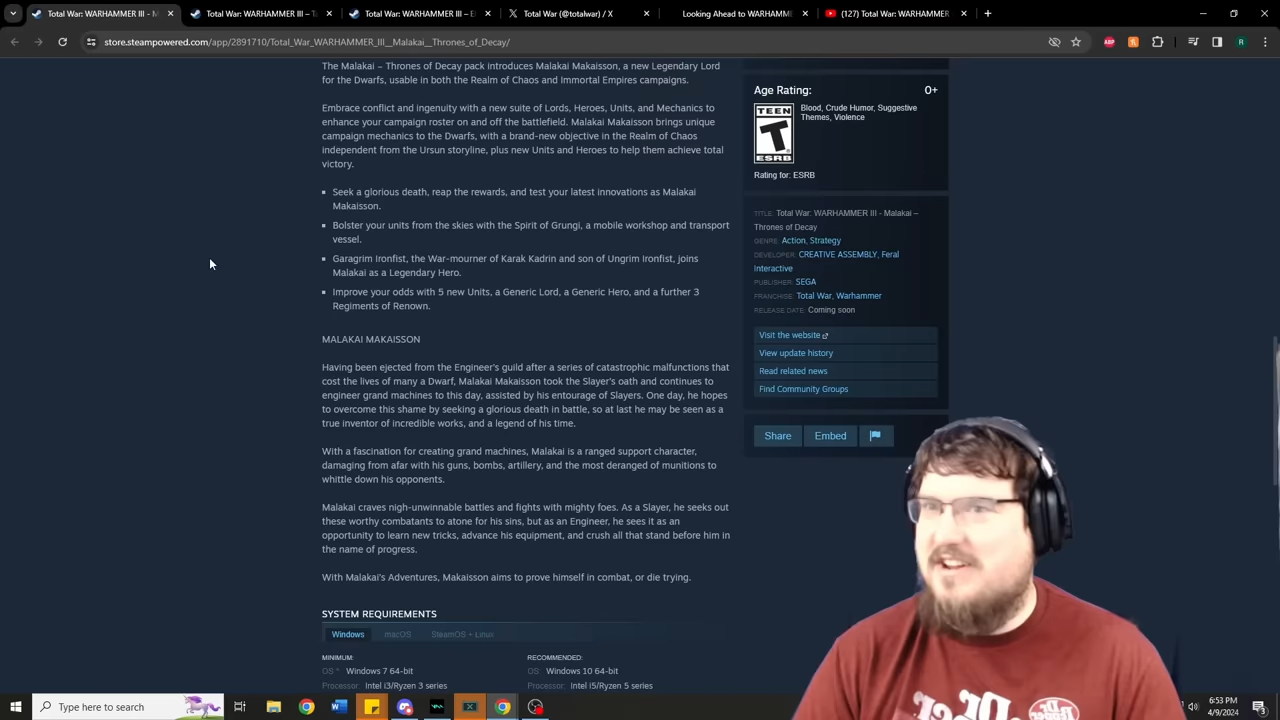 Total War: WARHAMMER III - M
Total War: WARHAMMER III - T
Total War: WARHAMMER III - E
Total War (@totalwar) / X
Looking Ahead to WARHAMME
(127) Total War: WARHAMMER
store.steampowered.com/app/2891710/Total_War_WARHAMMER_III__Malakai__Thrones_of_Decay/
ABP
R
The Malakai – Thrones of Decay pack introduces Malakai Makaisson, a new Legendary Lord
for the Dwarfs, usable in both the Realm of Chaos and Immortal Empires campaigns.
Embrace conflict and ingenuity with a new suite of Lords, Heroes, Units, and Mechanics to
enhance your campaign roster on and off the battlefield. Malakai Makaisson brings unique
campaign mechanics to the Dwarfs, with a brand-new objective in the Realm of Chaos
independent from the Ursun storyline, plus new Units and Heroes to help them achieve total
victory.
Seek a glorious death, reap the rewards, and test your latest innovations as Malakai
Makaisson.
Bolster your units from the skies with the Spirit of Grungi, a mobile workshop and transport
vessel.
Garagrim Ironfist, the War-mourner of Karak Kadrin and son of Ungrim Ironfist, joins
Malakai as a Legendary Hero.
Improve your odds with 5 new Units, a Generic Lord, a Generic Hero, and a further 3
Regiments of Renown.
MALAKAI MAKAISSON
Having been ejected from the Engineer's guild after a series of catastrophic malfunctions that
cost the lives of many a Dwarf, Malakai Makaisson took the Slayer's oath and continues to
engineer grand machines to this day, assisted by his entourage of Slayers. One day, he hopes
to overcome this shame by seeking a glorious death in battle, so at last he may be seen as a
true inventor of incredible works, and a legend of his time.
With a fascination for creating grand machines, Malakai is a ranged support character,
damaging from afar with his guns, bombs, artillery, and the most deranged of munitions to
whittle down his opponents.
Malakai craves nigh-unwinnable battles and fights with mighty foes. As a Slayer, he seeks out
these worthy combatants to atone for his sins, but as an Engineer, he sees it as an
opportunity to learn new tricks, advance his equipment, and crush all that stand before him in
the name of progress.
With Malakai's Adventures, Makaisson aims to prove himself in combat, or die trying.
SYSTEM REQUIREMENTS
Windows
macOS
SteamOS + Linux
MINIMUM:
OS *: Windows 7 64-bit
Processor: Intel i3/Ryzen 3 series
RECOMMENDED:
OS: Windows 10 64-bit
Processor: Intel i5/Ryzen 5 series
Age Rating:
0+
TEEN
T
ESRB
Blood, Crude Humor, Suggestive
Themes, Violence
Rating for: ESRB
TITLE: Total War: WARHAMMER III - Malakai –
Thrones of Decay
GENRE: Action, Strategy
DEVELOPER: CREATIVE ASSEMBLY, Feral
Interactive
PUBLISHER: SEGA
FRANCHISE: Total War, Warhammer
RELEASE DATE: Coming soon
Visit the website
View update history
Read related news
Find Community Groups
Share
Embed
Type here to search
6:53 PM
4/9/2024